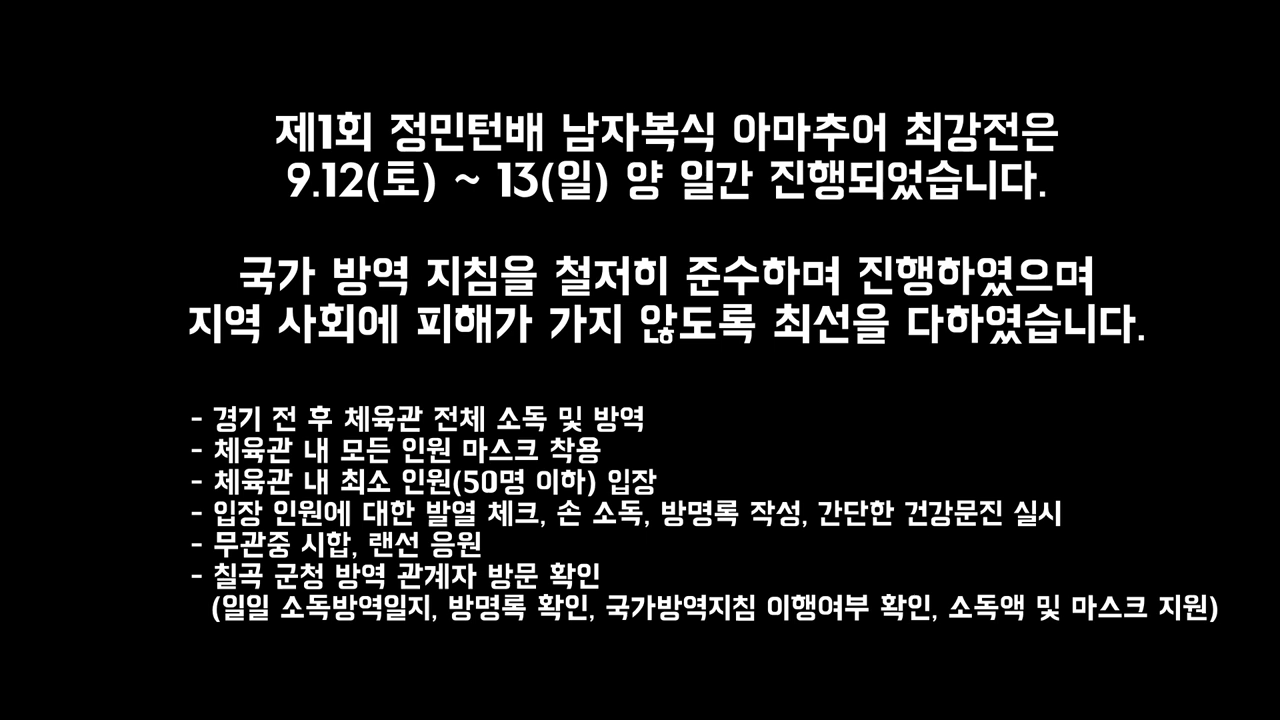 제1회 정민턴배 남자복식 아마추어 최강전은
9.12(토) ~ 13(일) 양 일간 진행되었습니다.
국가 방역 지침을 철저히 준수하며 진행하였으며
지역 사회에 피해가 가지 않도록 최선을 다하였습니다.
- 경기 전 후 체육관 전체 소독 및 방역
- 체육관 내 모든 인원 마스크 착용
- 체육관 내 최소 인원(50명 이하) 입장
- 입장 인원에 대한 발열 체크, 손 소독, 방명록 작성, 간단한 건강문진 실시
- 무관중 시합, 랜선 응원
- 칠곡 군청 방역 관계자 방문 확인
(일일 소독방역일지, 방명록 확인, 국가방역지침 이행여부 확인, 소독액 및 마스크 지원)